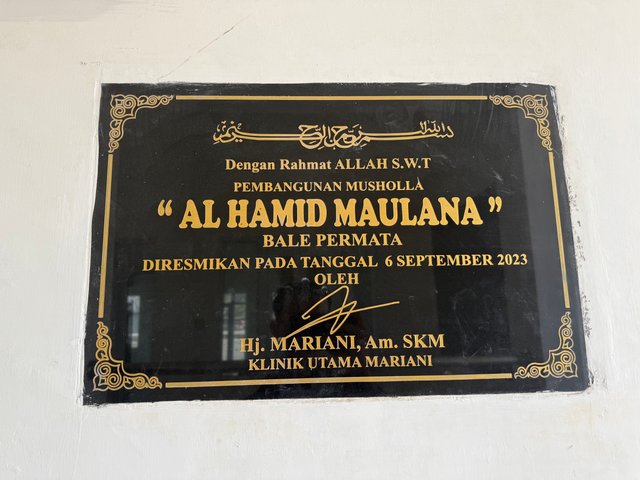 بسم الله الرحمن الرحيم
Dengan Rahmat ALLAH S.W.T
PEMBANGUNAN MUSHOLLA
“ AL HAMID MAULANA ”
BALE PERMATA
DIRESMIKAN PADA TANGGAL 6 SEPTEMBER 2023
OLEH
Hj. MARIANI, Am. SKM
KLINIK UTAMA MARIANI